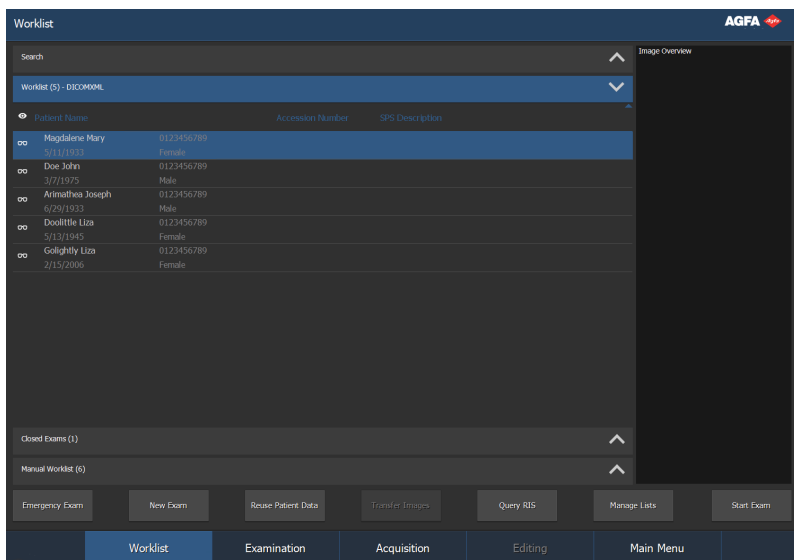 Worklist
AGFA Agfa
Search
Image Overview
Worklist (5) - DICOMXML
Patient Name Accession Number SPS Description
Magdalene Mary 0123456789
5/11/1933 Female
Doe John 0123456789
3/7/1975 Male
Arimathea Joseph 0123456789
6/29/1933 Male
Doolittle Liza 0123456789
5/13/1945 Female
Golightly Liza 0123456789
2/15/2006 Female
Closed Exams (1)
Manual Worklist (6)
Emergency Exam New Exam Reuse Patient Data Transfer Images Query RIS Manage Lists Start Exam
Worklist Examination Acquisition Editing Main Menu